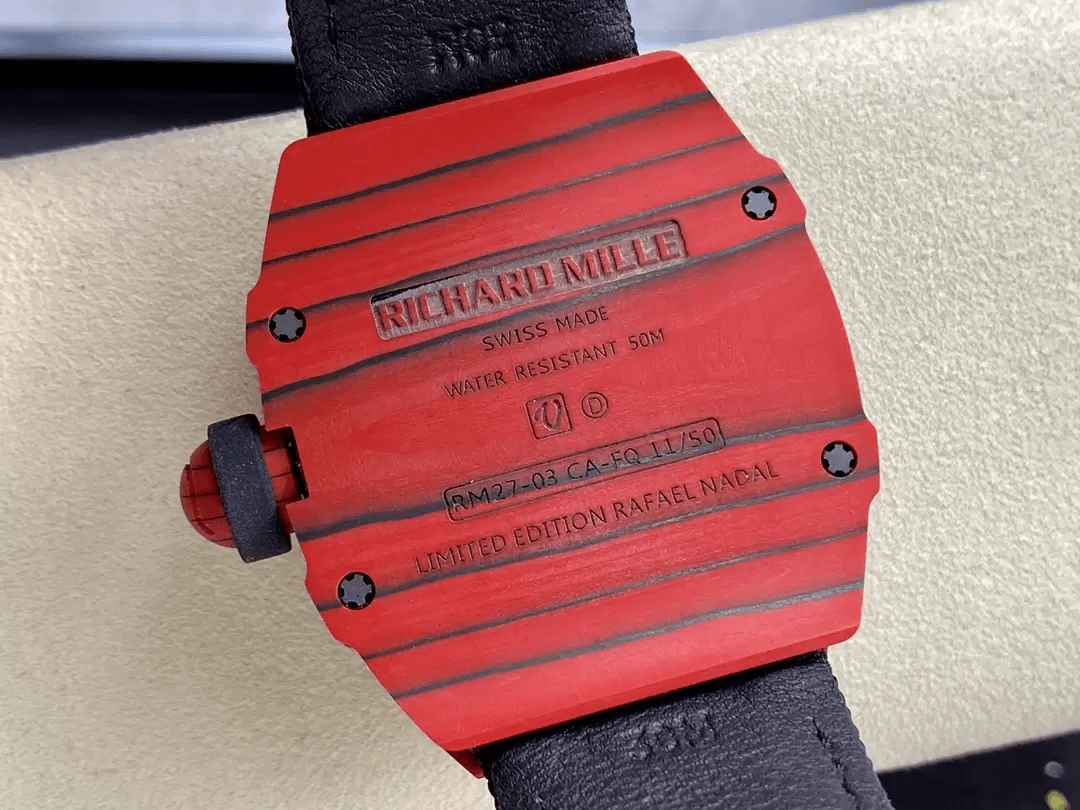 RICHARD MILLE
SWISS MADE
WATER RESISTANT 50M
V D
RM27-03 CA-FQ 11/50
LIMITED EDITION RAFAEL NADAL